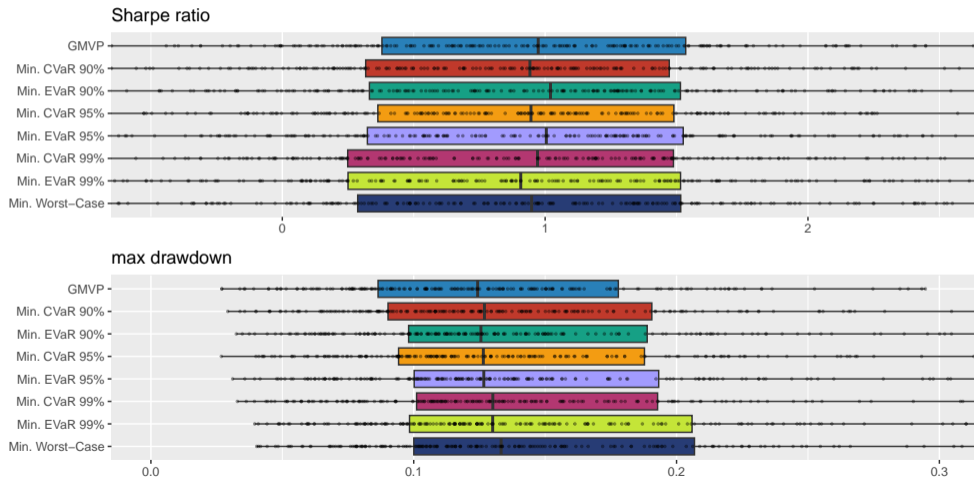 Sharpe ratio
GMVP
Min. CVaR 90%
Min. EVaR 90%
Min. CVaR 95%
Min. EVaR 95%
Min. CVaR 99%
Min. EVaR 99%
Min. Worst−Case
0 1 2
max drawdown
GMVP
Min. CVaR 90%
Min. EVaR 90%
Min. CVaR 95%
Min. EVaR 95%
Min. CVaR 99%
Min. EVaR 99%
Min. Worst−Case
0.0 0.1 0.2 0.3